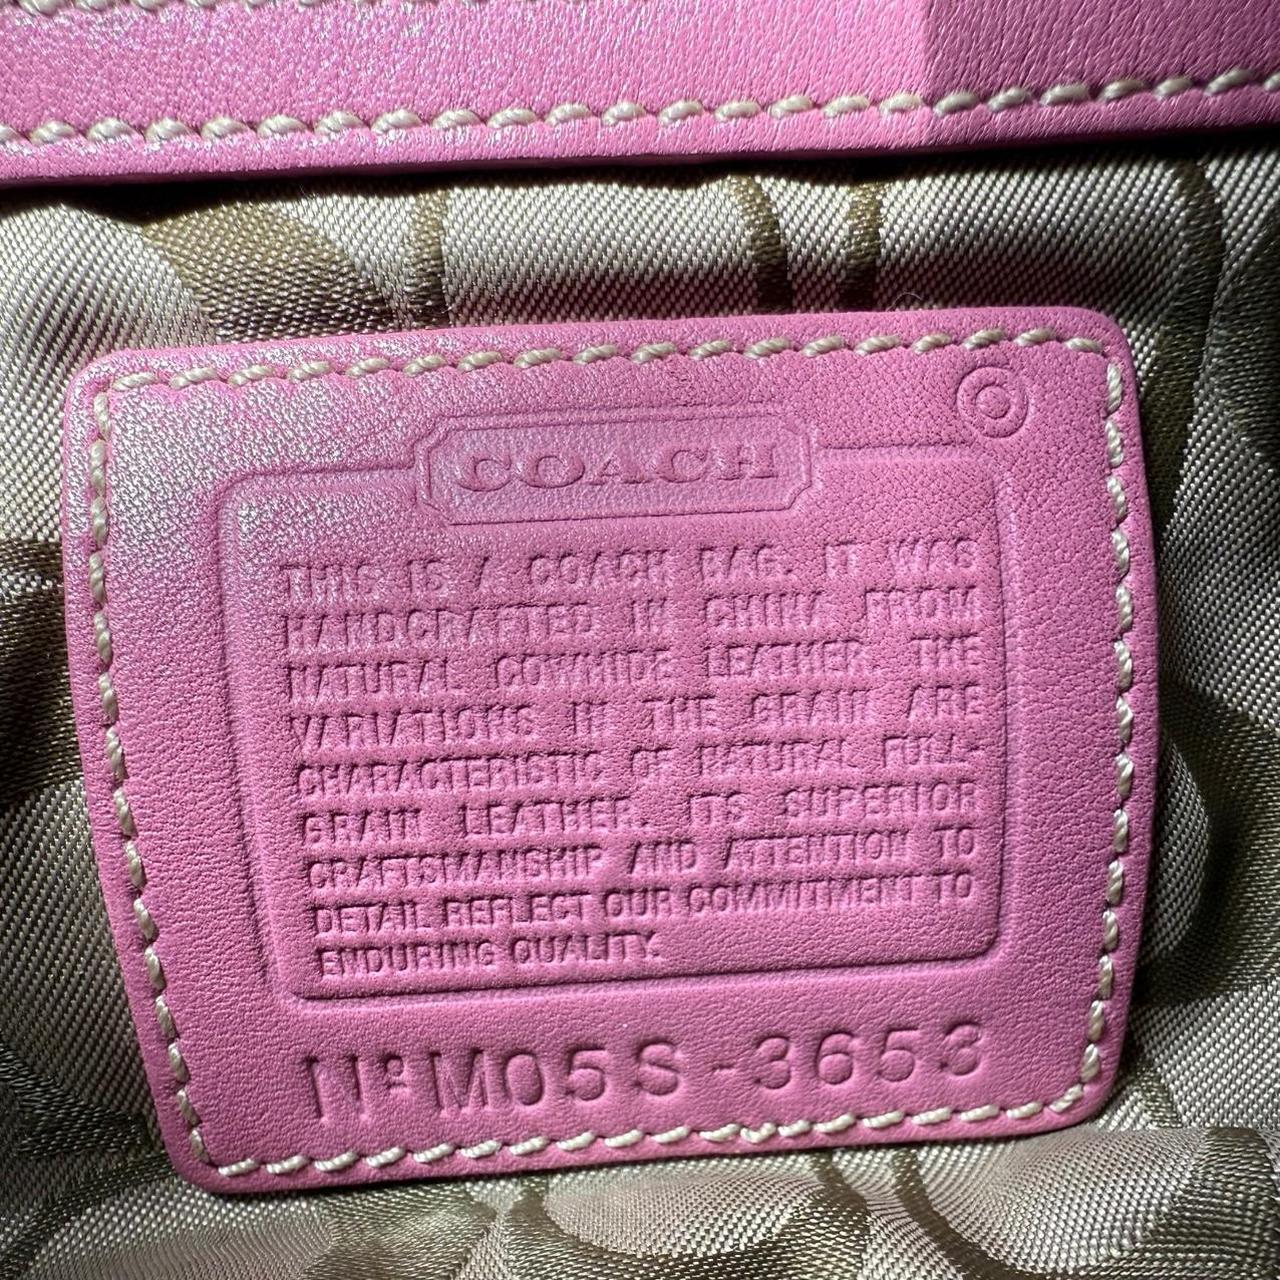 COACH
THIS IS A COACH BAG. IT WAS
HANDCRAFTED IN CHINA FROM
NATURAL COWHIDE LEATHER. THE
VARIATIONS IN THE GRAIN ARE
CHARACTERISTIC OF NATURAL FULL-
GRAIN LEATHER. ITS SUPERIOR
CRAFTSMANSHIP AND ATTENTION TO
DETAIL REFLECT OUR COMMITMENT TO
ENDURING QUALITY.
Nº M05S-3653